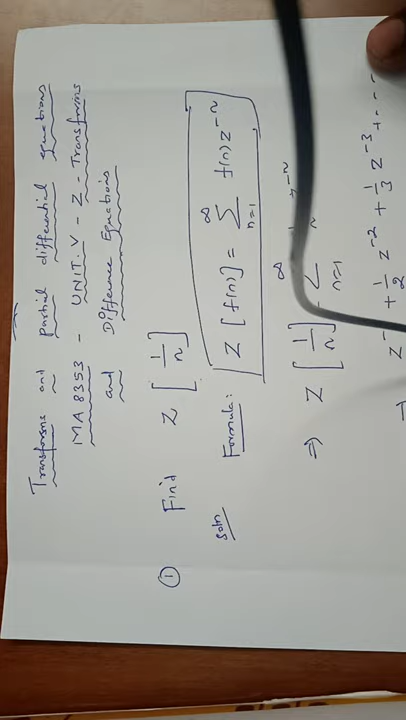 Transforms and Partial differential equations
MA 8353 - UNIT. V - Z - Transforms
and Difference Equations
① Find Z [1/n]
Soln
Formula:
Z [f(n)] = ∞ Σ n=1 f(n) z⁻ⁿ
⇒ Z [1/n] = ∞ Σ n=1 z⁻ⁿ
+ 1/2 z⁻² + 1/3 z⁻³ + ...